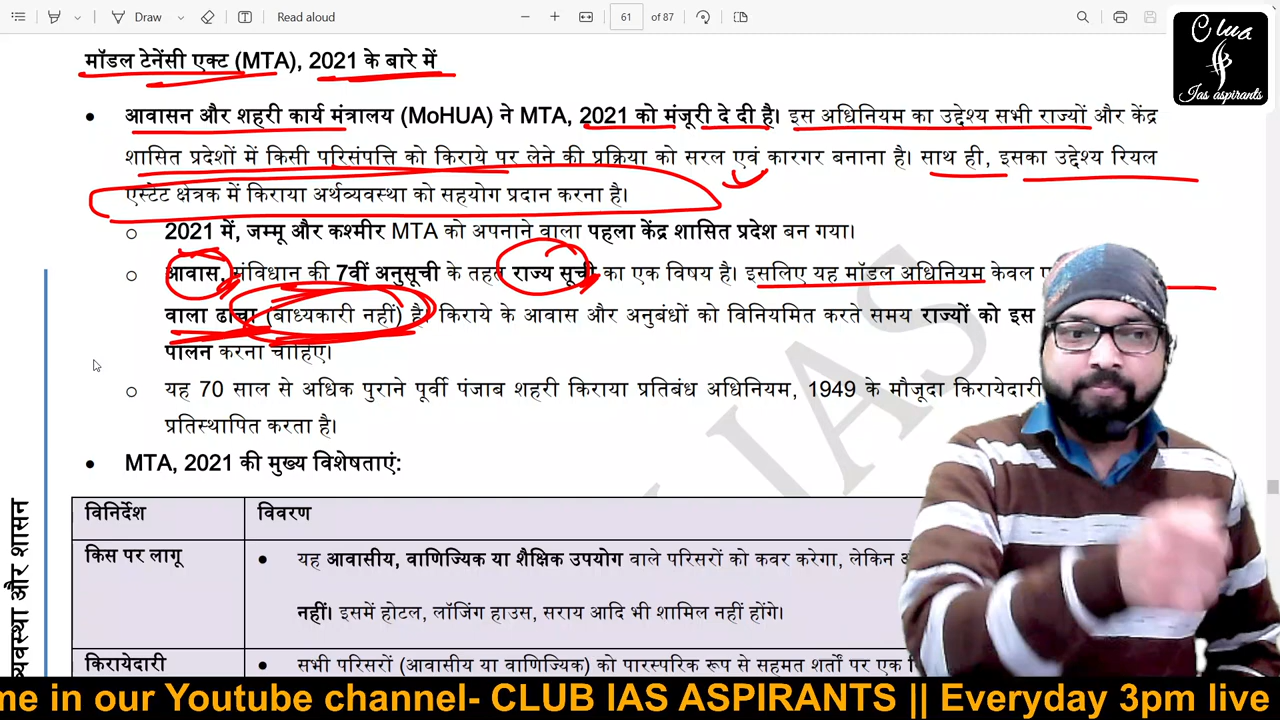 Draw
Read aloud
61 of 87
Club
Ias aspirants
मॉडल टेनेंसी एक्ट (MTA), 2021 के बारे में
• आवासन और शहरी कार्य मंत्रालय (MoHUA) ने MTA, 2021 को मंजूरी दे दी है। इस अधिनियम का उद्देश्य सभी राज्यों और केंद्र
शासित प्रदेशों में किसी परिसंपत्ति को किराये पर लेने की प्रक्रिया को सरल एवं कारगर बनाना है। साथ ही, इसका उद्देश्य रियल
एस्टेट क्षेत्रक में किराया अर्थव्यवस्था को सहयोग प्रदान करना है।
o 2021 में, जम्मू और कश्मीर MTA को अपनाने वाला पहला केंद्र शासित प्रदेश बन गया।
o आवास, संविधान की 7वीं अनुसूची के तहत राज्य सूची का एक विषय है। इसलिए यह मॉडल अधिनियम केवल
वाला ढांचा (बाध्यकारी नहीं) है किराये के आवास और अनुबंधों को विनियमित करते समय राज्यों को इस
पालन करना चाहिए।
o यह 70 साल से अधिक पुराने पूर्वी पंजाब शहरी किराया प्रतिबंध अधिनियम, 1949 के मौजूदा किरायेदारी
प्रतिस्थापित करता है।
• MTA, 2021 की मुख्य विशेषताएं:
विनिर्देश विवरण
किस पर लागू • यह आवासीय, वाणिज्यिक या शैक्षिक उपयोग वाले परिसरों को कवर करेगा, लेकिन
नहीं। इसमें होटल, लॉजिंग हाउस, सराय आदि भी शामिल नहीं होंगे।
किरायेदारी • सभी परिसरों (आवासीय या वाणिज्यिक) को पारस्परिक रूप से सहमत शर्तों पर एक
व्यवस्था और शासन
me in our Youtube channel- CLUB IAS ASPIRANTS || Everyday 3pm live